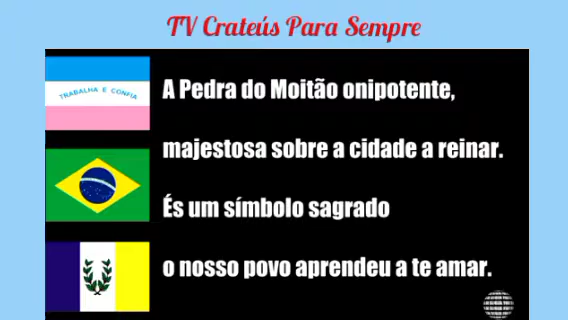 TV Crateús Para Sempre
TRABALHA E CONFIA
A Pedra do Moitão onipotente,
majestosa sobre a cidade a reinar.
És um símbolo sagrado
o nosso povo aprendeu a te amar.